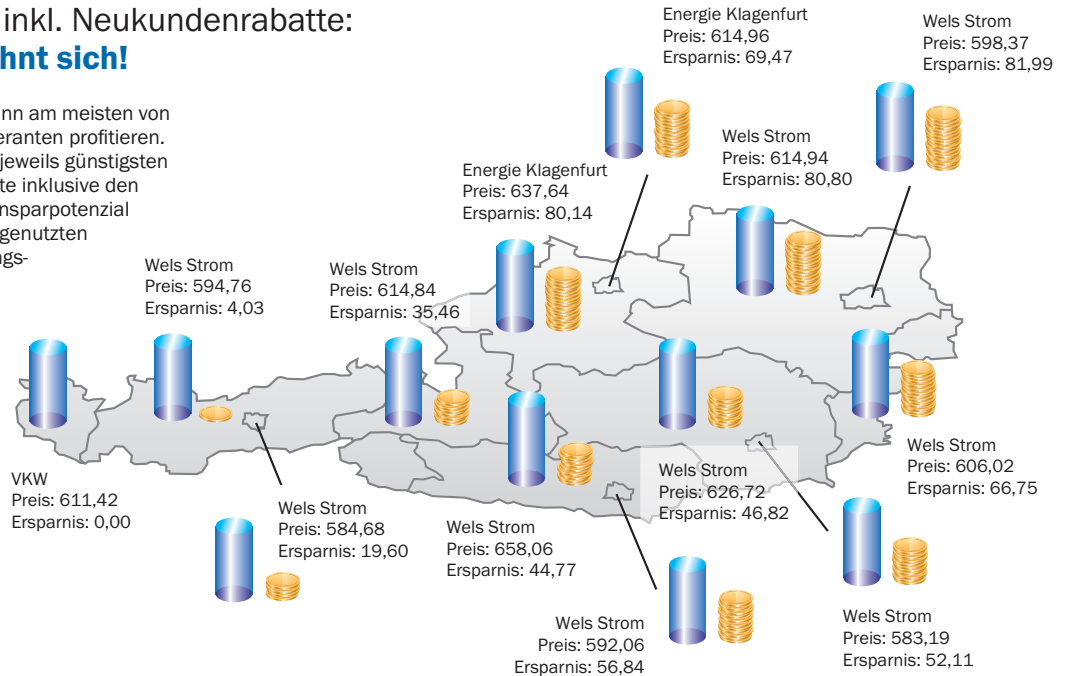 inkl. Neukundenrabatte:
hnt sich!
nn am meisten von
eranten profitieren.
jeweils günstigsten
te inklusive den
nsparpotenzial
genutzten
ngs-
Energie Klagenfurt
Preis: 614,96
Ersparnis: 69,47
Wels Strom
Preis: 598,37
Ersparnis: 81,99
Wels Strom
Preis: 614,94
Ersparnis: 80,80
Energie Klagenfurt
Preis: 637,64
Ersparnis: 80,14
Wels Strom
Preis: 594,76
Ersparnis: 4,03
Wels Strom
Preis: 614,84
Ersparnis: 35,46
VKW
Preis: 611,42
Ersparnis: 0,00
Wels Strom
Preis: 584,68
Ersparnis: 19,60
Wels Strom
Preis: 658,06
Ersparnis: 44,77
Wels Strom
Preis: 626,72
Ersparnis: 46,82
Wels Strom
Preis: 606,02
Ersparnis: 66,75
Wels Strom
Preis: 592,06
Ersparnis: 56,84
Wels Strom
Preis: 583,19
Ersparnis: 52,11